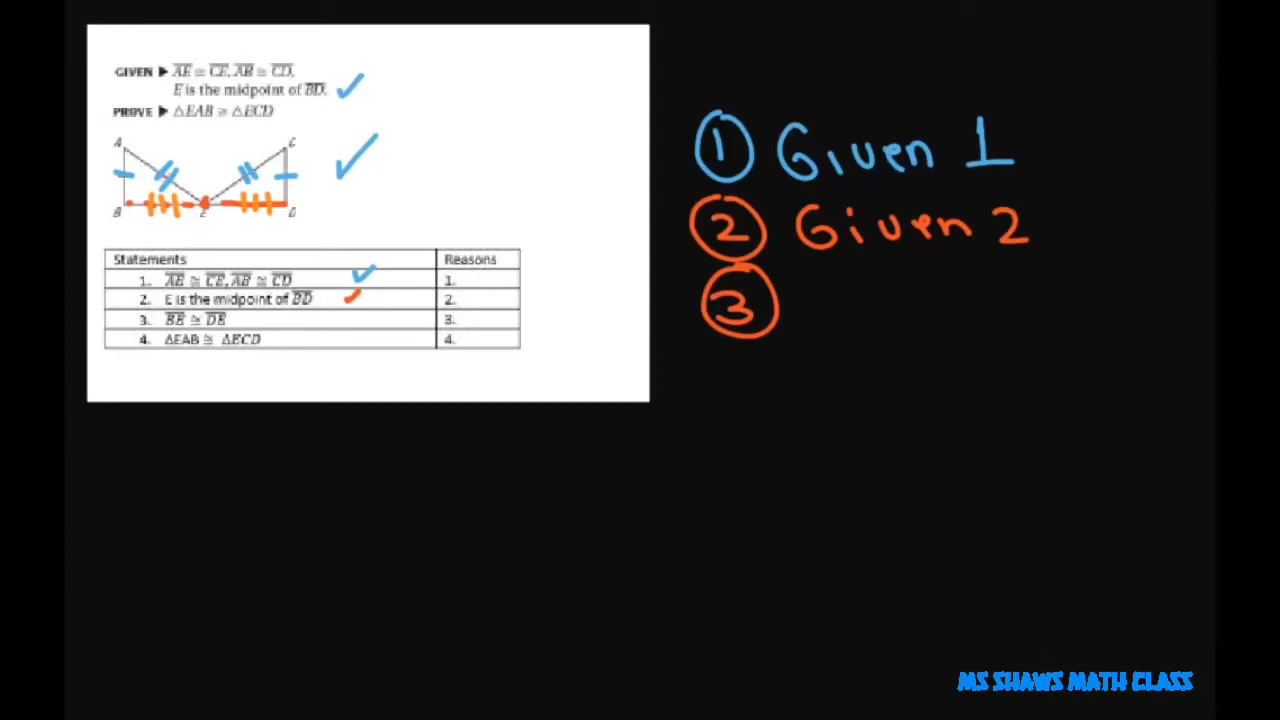 GIVEN ▶ AE ≅ CE, AB ≅ CD,
E is the midpoint of BD.
PROVE ▶ △EAB ≅ △ECD
A C
B E D
Statements Reasons
1. AE ≅ CE, AB ≅ CD 1.
2. E is the midpoint of BD 2.
3. BE ≅ DE 3.
4. ΔEAB ≅ ΔECD 4.
1 Given 1
2 Given 2
3
MS SHAWS MATH CLASS